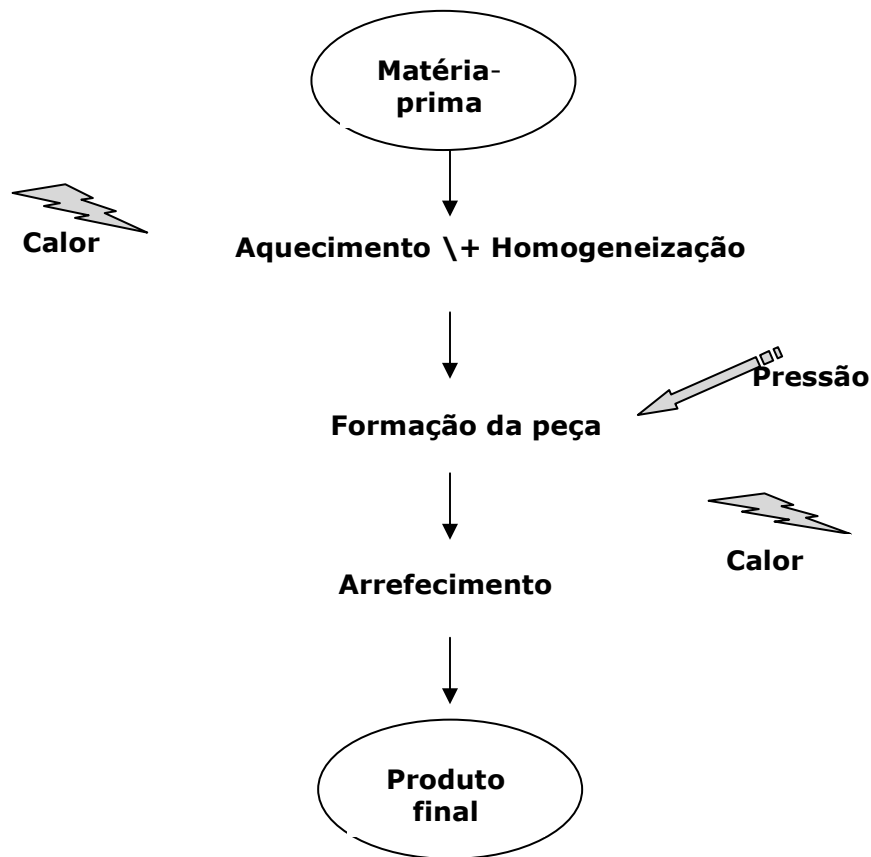 Matéria-
prima
Calor
Aquecimento \+ Homogeneização
Pressão
Formação da peça
Calor
Arrefecimento
Produto
final